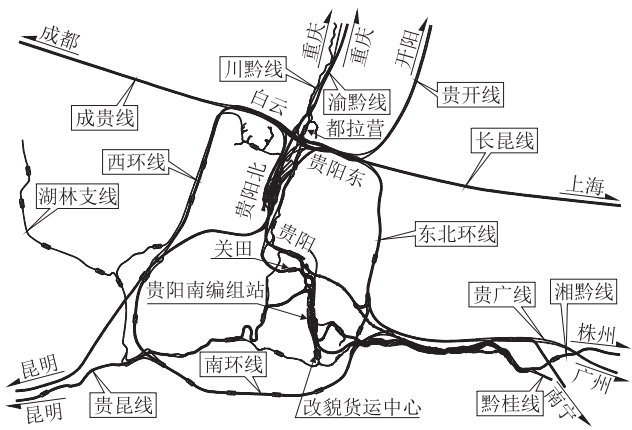 成都
重庆
重庆
开阳
川黔线
渝黔线
贵开线
白云
都拉营
成贵线
长昆线
西环线
贵阳东
贵阳北
上海
湖林支线
贵阳
关田
东北环线
贵阳南编组站
贵广线
湘黔线
株州
昆明
南环线
广州
昆明
贵昆线
改貌货运中心
黔桂线
南宁